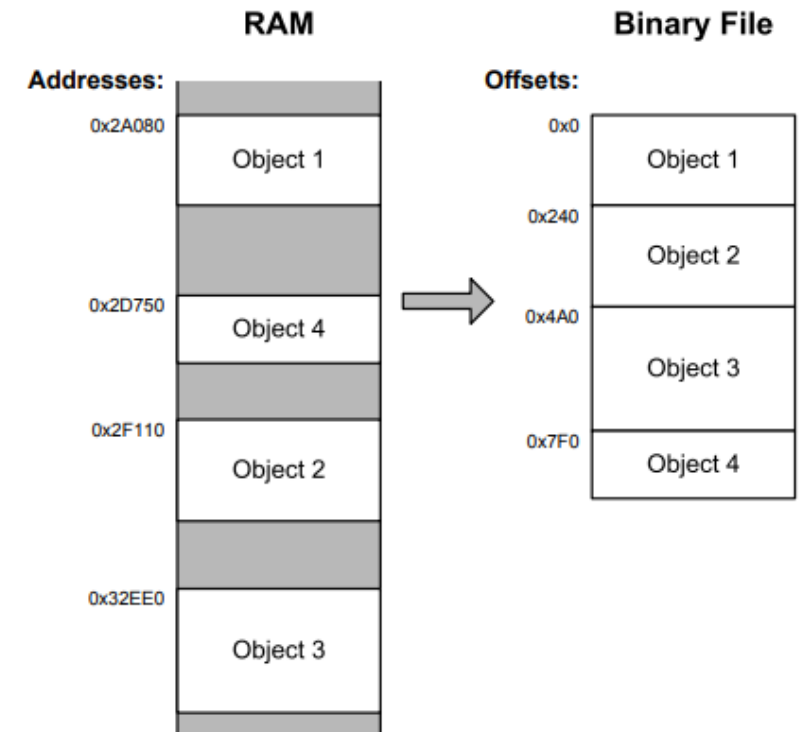 RAM
Addresses:
0x2A080
Object 1
0x2D750
Object 4
0x2F110
Object 2
0x32EE0
Object 3
Binary File
Offsets:
0x0
Object 1
0x240
Object 2
0x4A0
Object 3
0x7F0
Object 4